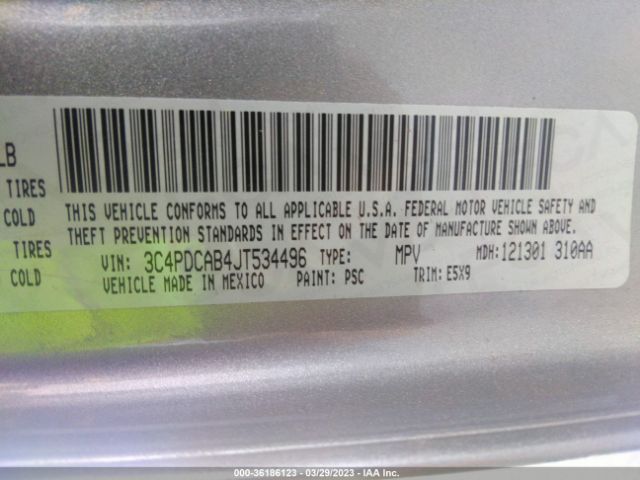 LB
TIRES
COLD
TIRES
COLD
THIS VEHICLE CONFORMS TO ALL APPLICABLE U.S.A. FEDERAL MOTOR VEHICLE SAFETY AND
THEFT PREVENTION STANDARDS IN EFFECT ON THE DATE OF MANUFACTURE SHOWN ABOVE.
VIN: 3C4PDCAB4JT534496 TYPE: MPV MDH:121301 310AA
VEHICLE MADE IN MEXICO PAINT: PSC TRIM: E5X9
000-36186123 — 03/29/2023 — IAA Inc.